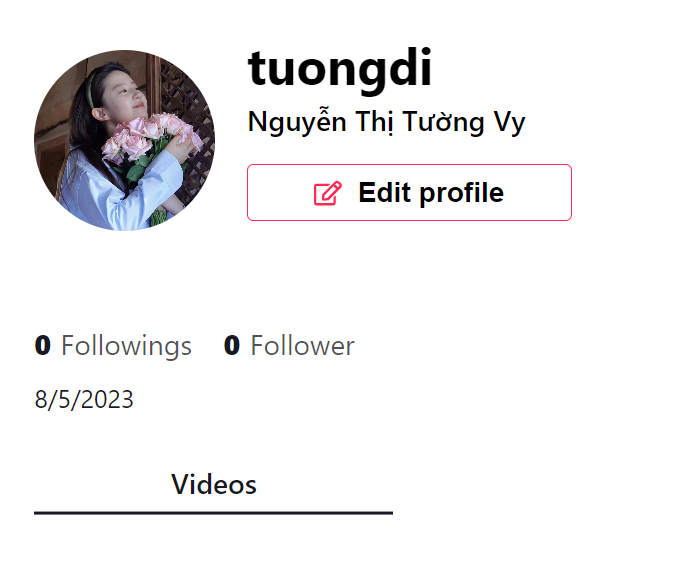 tuongdi
Nguyễn Thị Tường Vy
Edit profile
0 Followings 0 Follower
8/5/2023
Videos